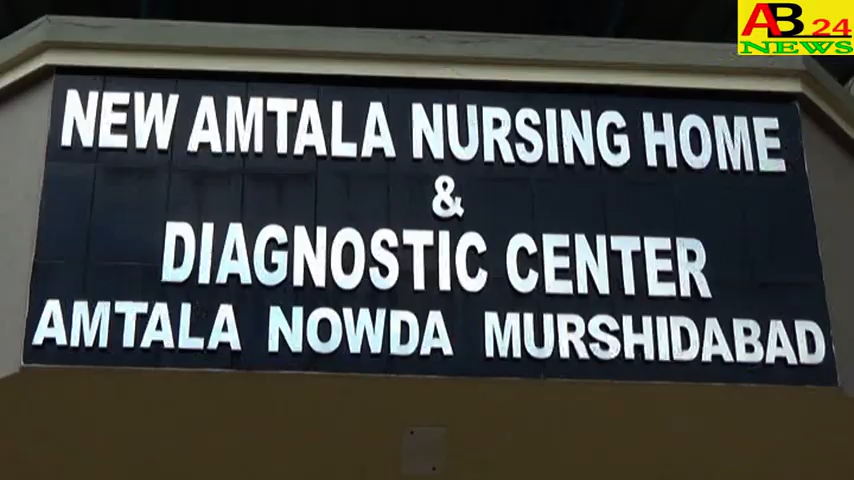 AB 24
NEWS
NEW AMTALA NURSING HOME
&
DIAGNOSTIC CENTER
AMTALA NOWDA MURSHIDABAD